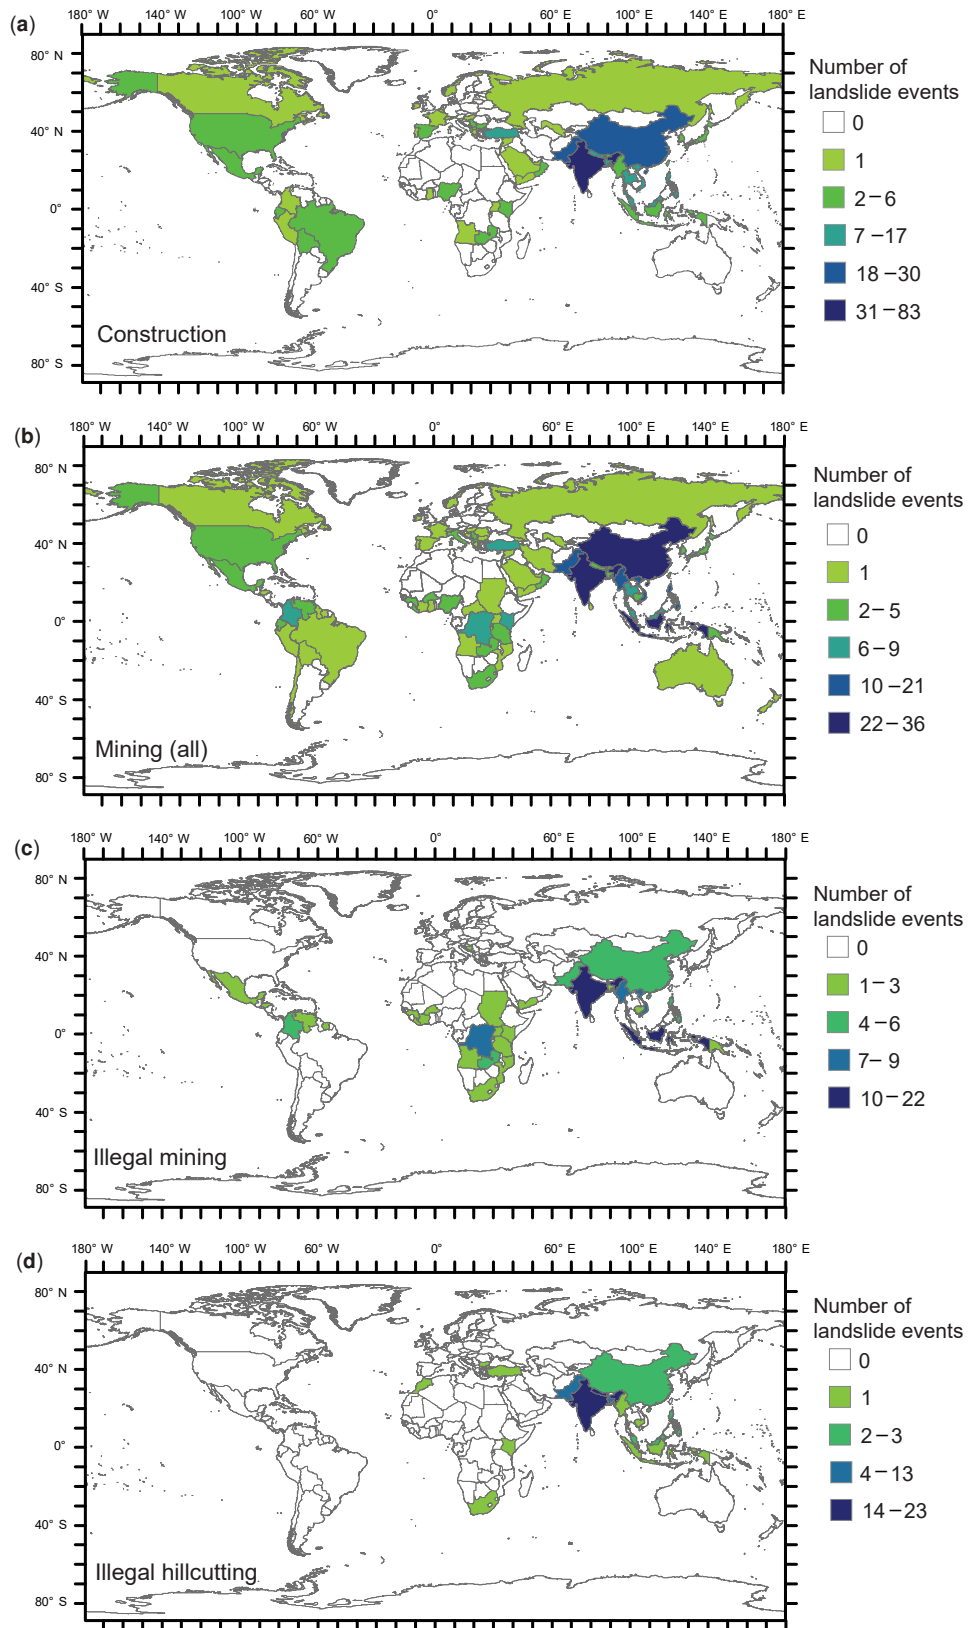 (a)
180° W 140° W 100° W 60° W 0° 60° E 100° E 140° E 180° E
80° N
40° N
0°
40° S
80° S
Construction
Number of
landslide events
0
1
2–6
7–17
18–30
31–83
(b)
180° W 140° W 100° W 60° W 0° 60° E 100° E 140° E 180° E
80° N
40° N
0°
40° S
80° S
Mining (all)
Number of
landslide events
0
1
2–5
6–9
10–21
22–36
(c)
180° W 140° W 100° W 60° W 0° 60° E 100° E 140° E 180° E
80° N
40° N
0°
40° S
80° S
Illegal mining
Number of
landslide events
0
1–3
4–6
7–9
10–22
(d)
180° W 140° W 100° W 60° W 0° 60° E 100° E 140° E 180° E
80° N
40° N
0°
40° S
80° S
Illegal hillcutting
Number of
landslide events
0
1
2–3
4–13
14–23